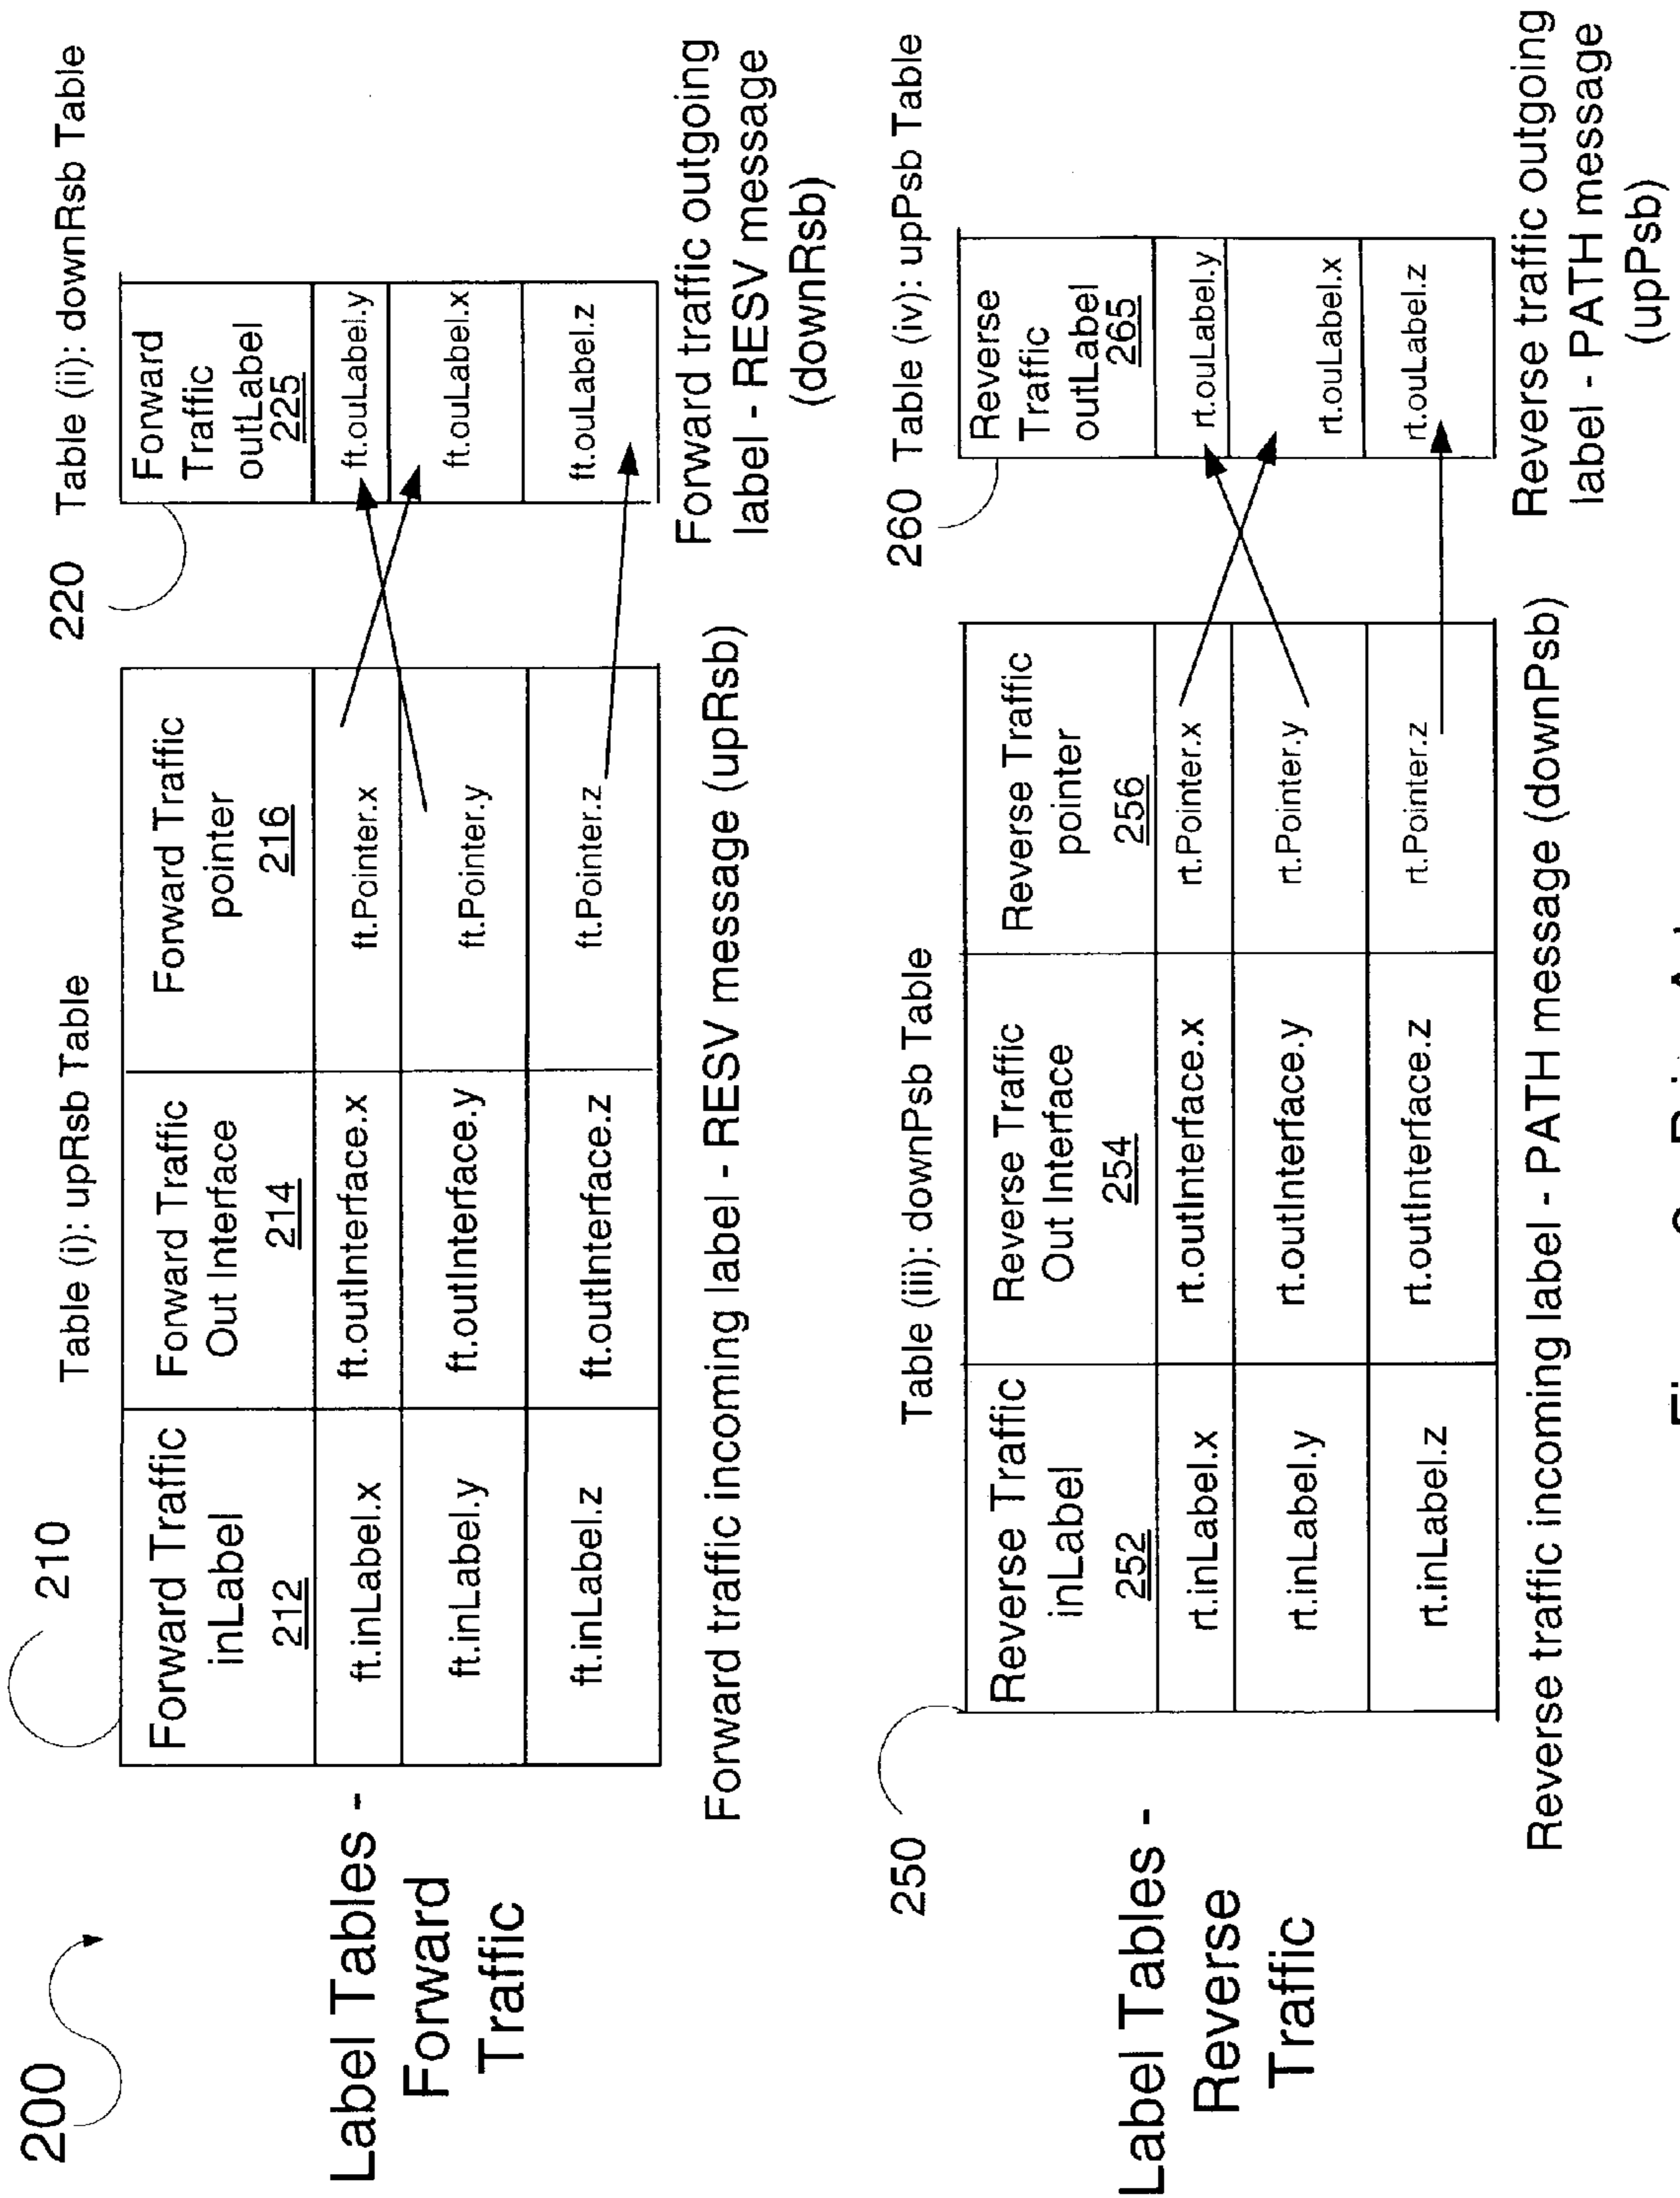 200
210
Table (i): upRsb Table
220
Table (ii): downRsb Table
Label Tables -
Forward
Traffic
Forward Traffic
inLabel
212
Forward Traffic
Out Interface
214
Forward Traffic
pointer
216
Forward
Traffic
outLabel
225
ft.inLabel.x
ft.outInterface.x
ft.Pointer.x
ft.ouLabel.y
ft.inLabel.y
ft.outInterface.y
ft.Pointer.y
ft.ouLabel.x
ft.inLabel.z
ft.outInterface.z
ft.Pointer.z
ft.ouLabel.z
Forward traffic incoming label - RESV message (upRsb)
Forward traffic outgoing
label - RESV message
(downRsb)
250
Table (iii): downPsb Table
260
Table (iv): upPsb Table
Label Tables -
Reverse
Traffic
Reverse Traffic
inLabel
252
Reverse Traffic
Out Interface
254
Reverse Traffic
pointer
256
Reverse
Traffic
outLabel
265
rt.inLabel.x
rt.outInterface.x
rt.Pointer.x
rt.ouLabel.y
rt.inLabel.y
rt.outInterface.y
rt.Pointer.y
rt.ouLabel.x
rt.inLabel.z
rt.outInterface.z
rt.Pointer.z
rt.ouLabel.z
Reverse traffic incoming label - PATH message (downPsb)
Reverse traffic outgoing
label - PATH message
(upPsb)